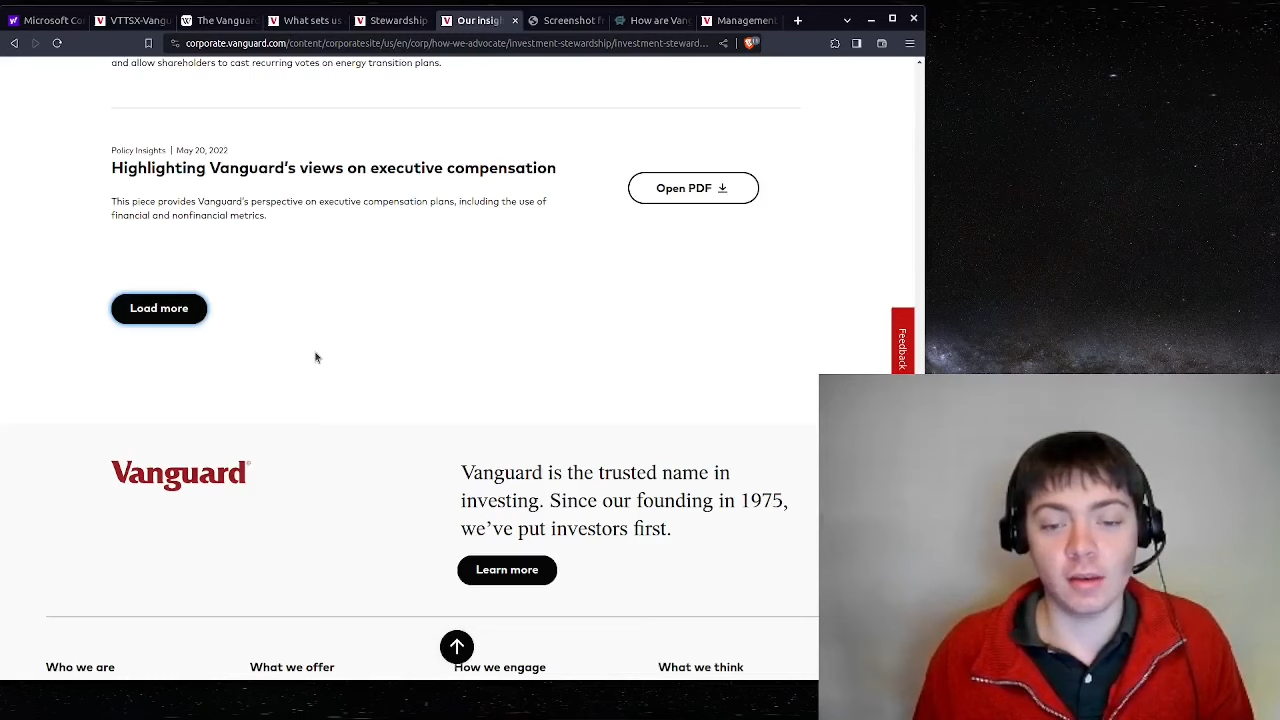 Microsoft Co
VTTSX-Vangu
The Vanguard
What sets us
Stewardship
Our insigh
Screenshot fr
How are Vang
Management
corporate.vanguard.com/content/corporatesite/us/en/corp/how-we-advocate/investment-stewardship/investment-steward...
and allow shareholders to cast recurring votes on energy transition plans.
Policy Insights | May 20, 2022
Highlighting Vanguard's views on executive compensation
Open PDF
This piece provides Vanguard's perspective on executive compensation plans, including the use of
financial and nonfinancial metrics.
Load more
Feedback
Vanguard
Vanguard is the trusted name in
investing. Since our founding in 1975,
we've put investors first.
Learn more
Who we are
What we offer
How we engage
What we think